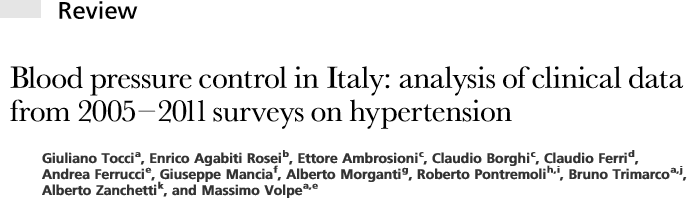 Review
Blood pressure control in Italy: analysis of clinical data
from 2005–2011 surveys on hypertension
Giuliano Tocciᵃ, Enrico Agabiti Roseiᵇ, Ettore Ambrosioniᶜ, Claudio Borghiᶜ, Claudio Ferriᵈ,
Andrea Ferrucciᵉ, Giuseppe Manciaᶠ, Alberto Morgantiᵍ, Roberto Pontremoliʰ,ⁱ, Bruno Trimarcoᵃ,ʲ,
Alberto Zanchettiᵏ, and Massimo Volpeᵃ,ᵉ